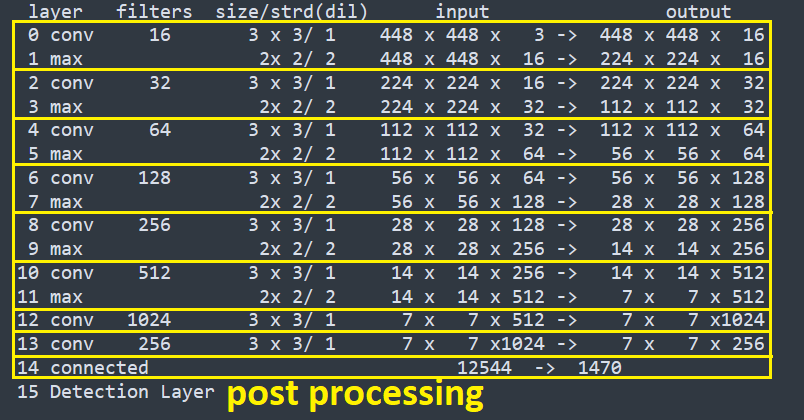 layer filters size/strd(dil) input output
0 conv 16 3 x 3/ 1 448 x 448 x 3 -> 448 x 448 x 16
1 max 2x 2/ 2 448 x 448 x 16 -> 224 x 224 x 16
2 conv 32 3 x 3/ 1 224 x 224 x 16 -> 224 x 224 x 32
3 max 2x 2/ 2 224 x 224 x 32 -> 112 x 112 x 32
4 conv 64 3 x 3/ 1 112 x 112 x 32 -> 112 x 112 x 64
5 max 2x 2/ 2 112 x 112 x 64 -> 56 x 56 x 64
6 conv 128 3 x 3/ 1 56 x 56 x 64 -> 56 x 56 x 128
7 max 2x 2/ 2 56 x 56 x 128 -> 28 x 28 x 128
8 conv 256 3 x 3/ 1 28 x 28 x 128 -> 28 x 28 x 256
9 max 2x 2/ 2 28 x 28 x 256 -> 14 x 14 x 256
10 conv 512 3 x 3/ 1 14 x 14 x 256 -> 14 x 14 x 512
11 max 2x 2/ 2 14 x 14 x 512 -> 7 x 7 x 512
12 conv 1024 3 x 3/ 1 7 x 7 x 512 -> 7 x 7 x1024
13 conv 256 3 x 3/ 1 7 x 7 x1024 -> 7 x 7 x 256
14 connected 12544 -> 1470
15 Detection Layer post processing